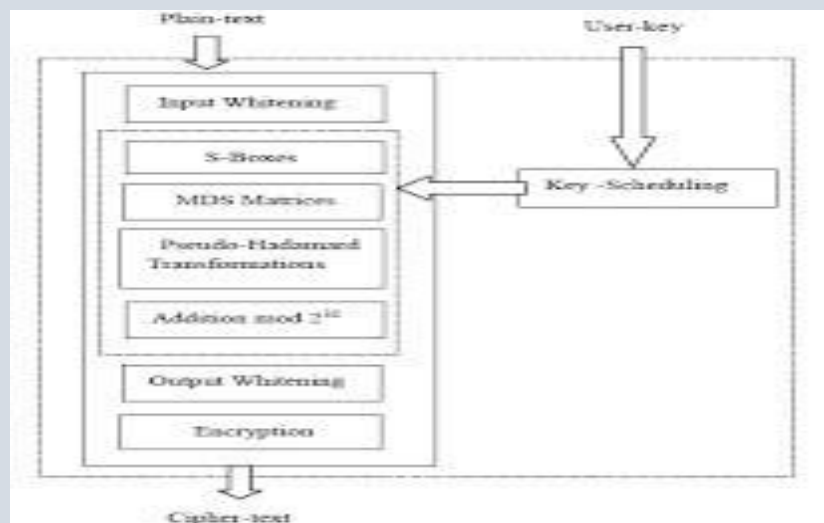 Plain-text
User-key
Input Whitening
S-Boxes
MDS Matrices
Key -Scheduling
Pseudo-Hadamard
Transformations
Addition mod 2³²
Output Whitening
Encryption
Cipher-text